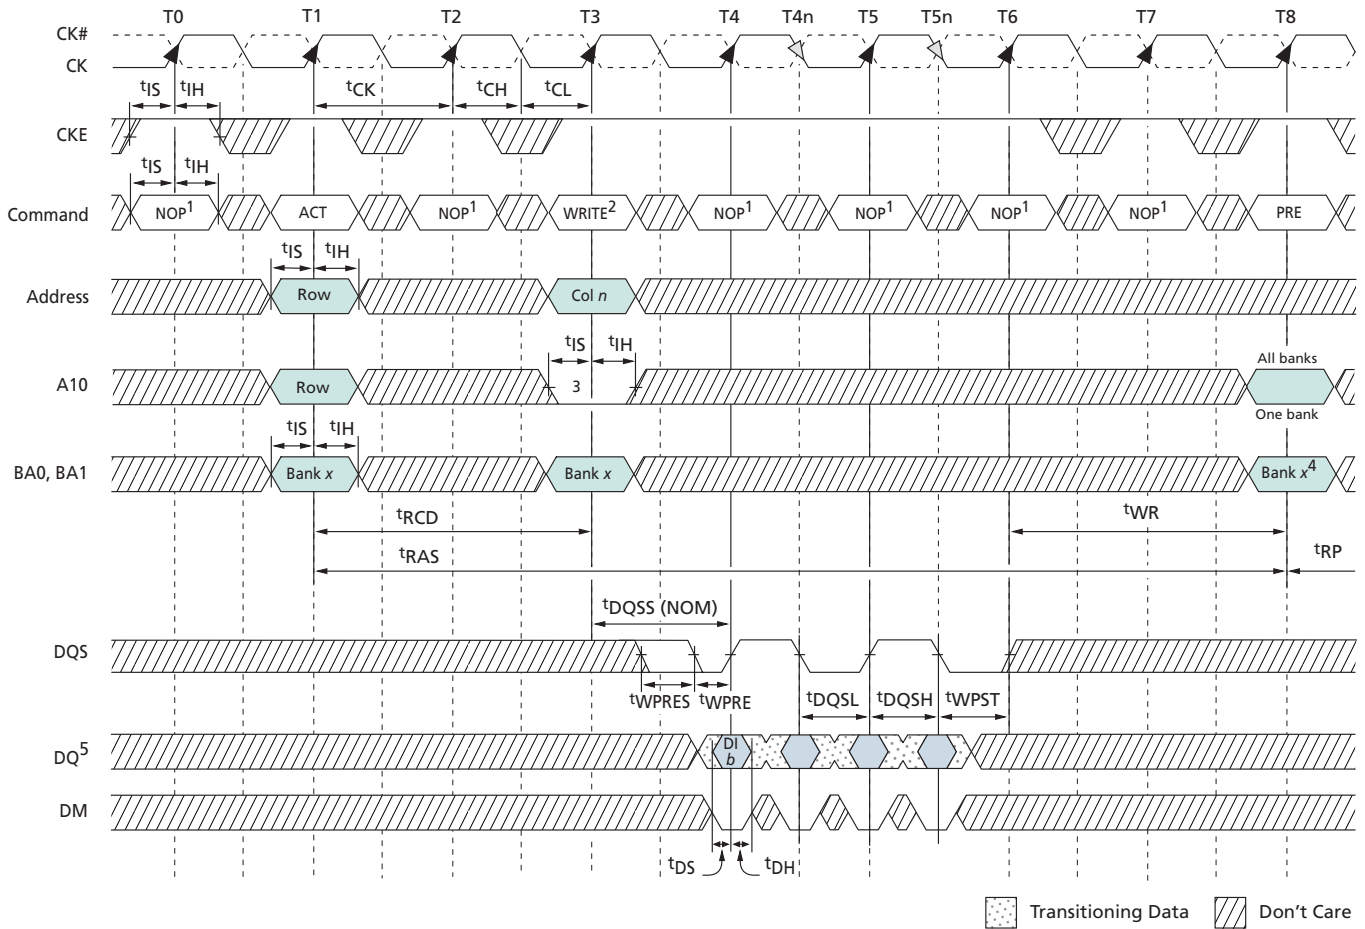 T0 T1 T2 T3 T4 T4n T5 T5n T6 T7 T8
CK#
CK
tIS tIH tCK tCH tCL
CKE
tIS tIH
Command NOP1 ACT NOP1 WRITE2 NOP1 NOP1 NOP1 NOP1 PRE
tIS tIH
Address Row Col n
tIS tIH
All banks
A10 Row 3
One bank
tIS tIH
BA0, BA1 Bank x Bank x Bank x4
tRCD tWR
tRAS tRP
tDQSS (NOM)
DQS
tWPRES tWPRE tDQSL tDQSH tWPST
DQ5 DI
b
DM
tDS tDH
Transitioning Data Don't Care